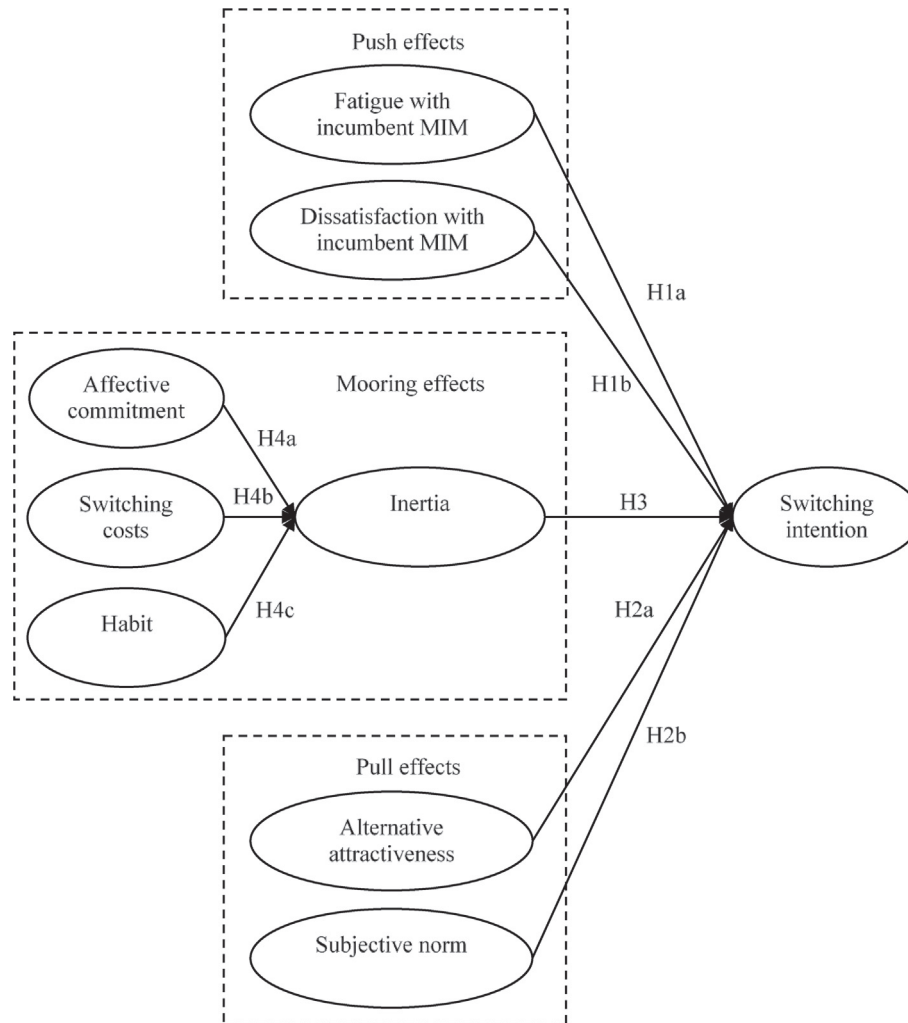 Push effects
Fatigue with
incumbent MIM
Dissatisfaction with
incumbent MIM
H1a
H1b
Mooring effects
Affective
commitment
H4a
Switching
costs
H4b
Inertia
H3
Switching
intention
Habit
H4c
H2a
H2b
Pull effects
Alternative
attractiveness
Subjective norm